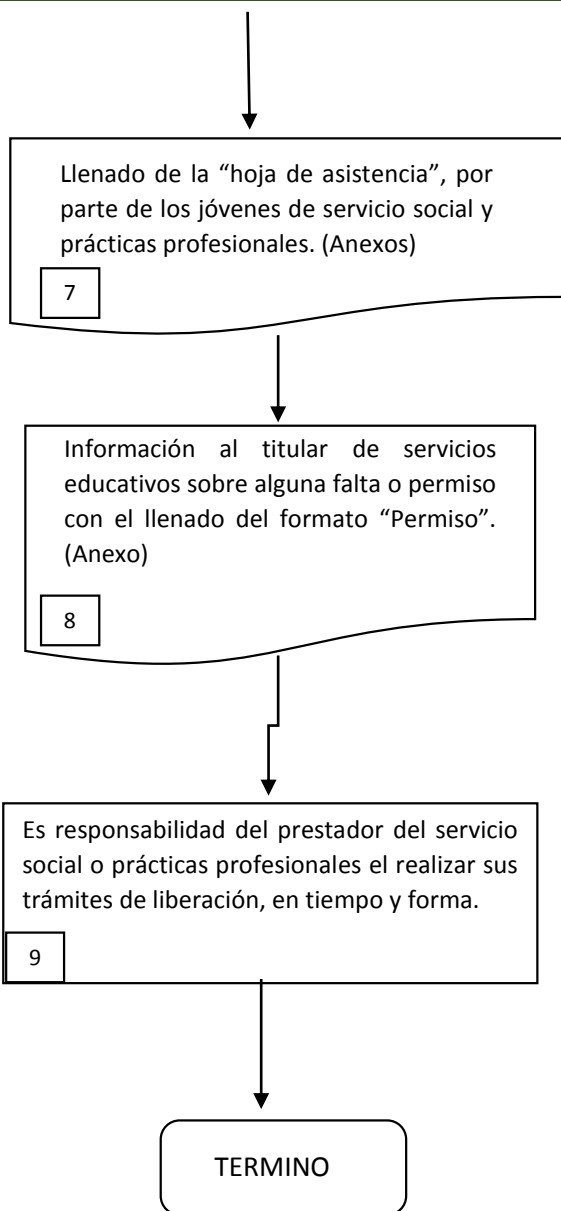 Llenado de la “hoja de asistencia”, por
parte de los jóvenes de servicio social y
prácticas profesionales. (Anexos)
7
Información al titular de servicios
educativos sobre alguna falta o permiso
con el llenado del formato “Permiso”.
(Anexo)
8
Es responsabilidad del prestador del servicio
social o prácticas profesionales el realizar sus
trámites de liberación, en tiempo y forma.
9
TERMINO